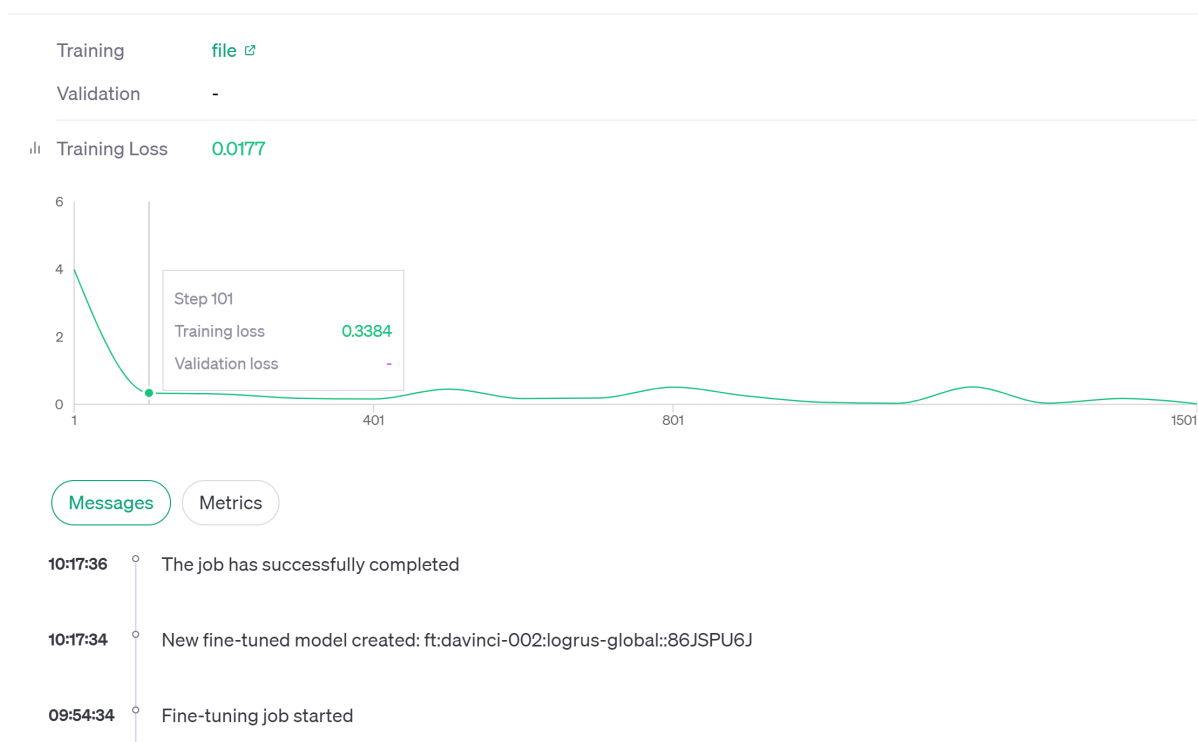 Training file
Validation -
Training Loss 0.0177
6
4
2
0
Step 101
Training loss 0.3384
Validation loss -
1 401 801 1501
Messages Metrics
10:17:36 The job has successfully completed
10:17:34 New fine-tuned model created: ft:davinci-002:logrus-global::86JSPU6J
09:54:34 Fine-tuning job started